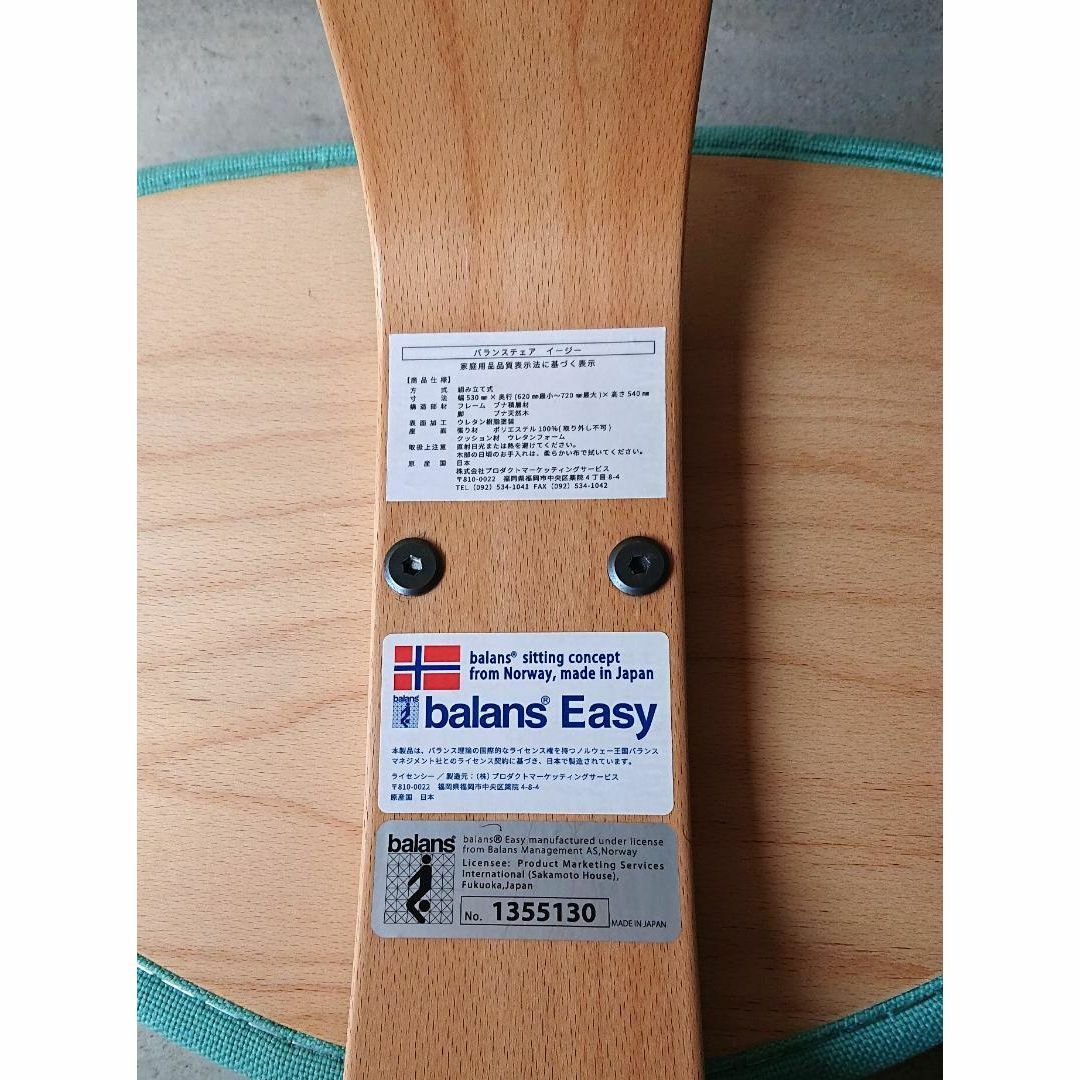 バランスチェア イージー
家庭用品品質表示法に基づく表示
【商品仕様】
方式 組み立て式
寸法 幅530㎜×奥行(620㎜最小～720㎜最大)×高さ540㎜
構造部材 フレーム ブナ積層材
脚 ブナ天然木
表面加工 ウレタン樹脂塗装
座面 張り材 ポリエステル100%(取り外し不可)
クッション材 ウレタンフォーム
取扱上注意 直射日光または熱を避けてください。
木部の日頃のお手入れは、柔らかい布で拭いてください。
原産国 日本
株式会社プロダクトマーケッティングサービス
〒810-0022 福岡県福岡市中央区薬院4丁目8-4
TEL(092)534-1041 FAX(092)534-1042
balans® sitting concept
from Norway, made in Japan
balans
balans® Easy
本製品は、バランス理論の国際的なライセンス権を持つノルウェー王国バランス
マネジメント社とのライセンス契約に基づき、日本で製造されています。
ライセンシー／製造元：(株)プロダクトマーケッティングサービス
〒810-0022 福岡県福岡市中央区薬院4-8-4
原産国 日本
balans®
balans® Easy manufactured under license
from Balans Management AS,Norway
Licensee: Product Marketing Services
International (Sakamoto House),
Fukuoka,Japan
No. 1355130
MADE IN JAPAN